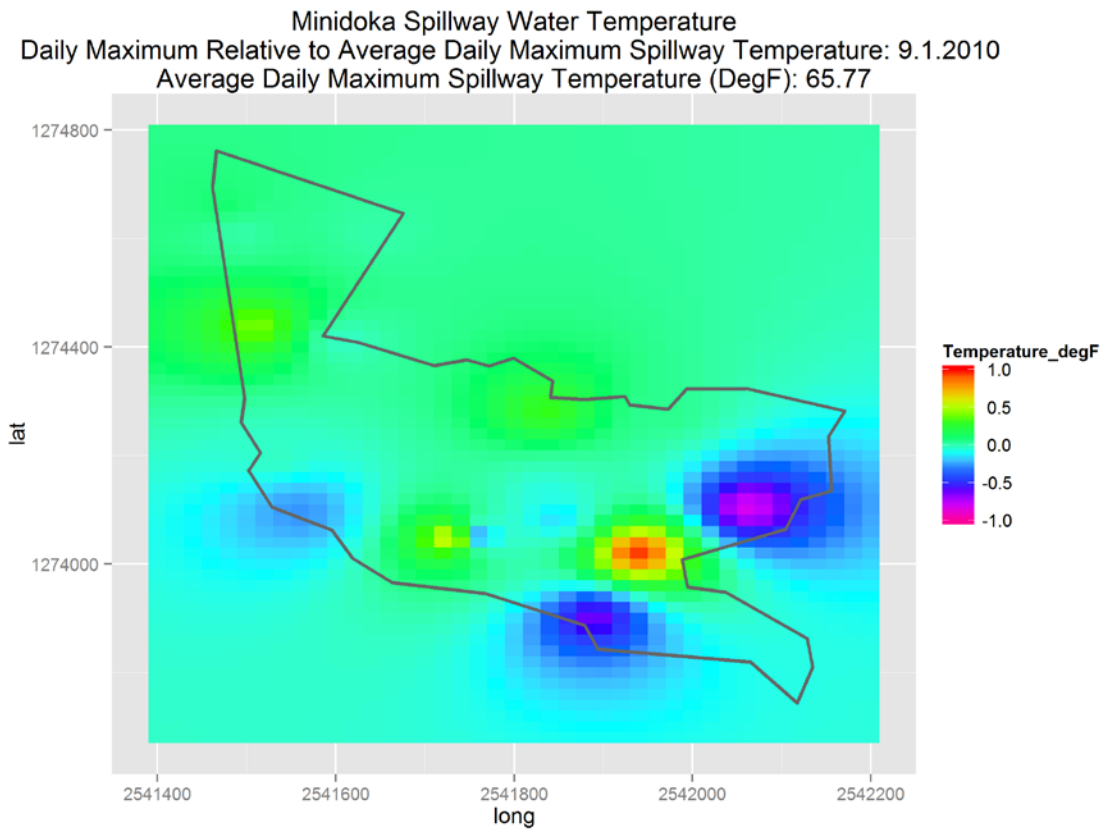 Minidoka Spillway Water Temperature
Daily Maximum Relative to Average Daily Maximum Spillway Temperature: 9.1.2010
Average Daily Maximum Spillway Temperature (DegF): 65.77
1274800
1274400
1274000
lat
2541400 2541600 2541800 2542000 2542200
long
Temperature_degF
1.0
0.5
0.0
-0.5
-1.0